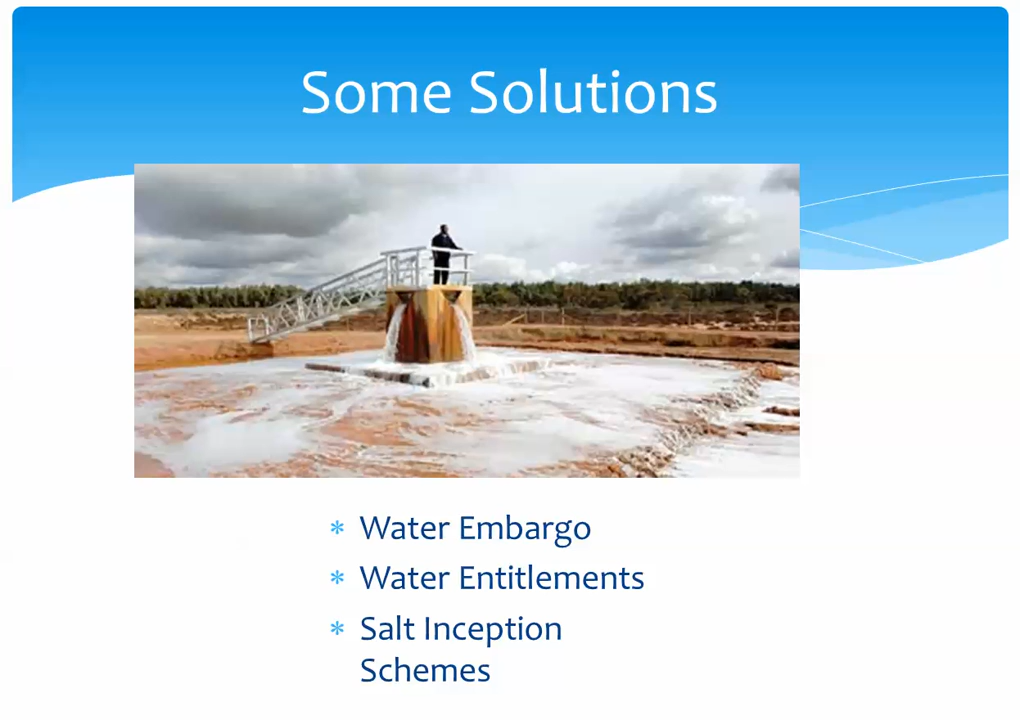 Some Solutions
* Water Embargo
* Water Entitlements
* Salt Inception
Schemes